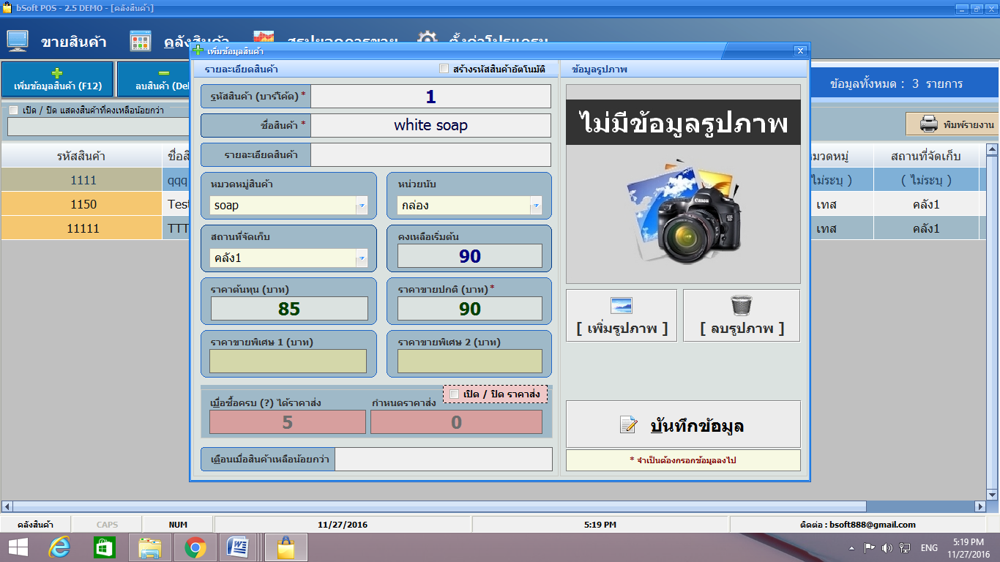 bSoft POS - 2.5 DEMO - [คลังสินค้า]
ขายสินค้า คลังสินค้า สรุปยอดการขาย ตั้งค่าโปรแกรม
เพิ่มข้อมูลสินค้า (F12)
ลบสินค้า (Del
ข้อมูลทั้งหมด : 3 รายการ
เปิด / ปิด แสดงสินค้าที่คงเหลือน้อยกว่า
พิมพ์รายงาน
รหัสสินค้า ชื่อสิ มวดหมู่ สถานที่จัดเก็บ
1111 qqq ไม่ระบุ ) ( ไม่ระบุ )
1150 Test เทส คลัง1
11111 TTT เทส คลัง1
เพิ่มข้อมูลสินค้า
รายละเอียดสินค้า
สร้างรหัสสินค้าอัตโนมัติ
รหัสสินค้า (บาร์โค้ด) * 1
ชื่อสินค้า * white soap
รายละเอียดสินค้า
หมวดหมู่สินค้า
soap
หน่วยนับ
กล่อง
สถานที่จัดเก็บ
คลัง1
คงเหลือเริ่มต้น
90
ราคาต้นทุน (บาท)
85
ราคาขายปกติ (บาท) *
90
ราคาขายพิเศษ 1 (บาท)
ราคาขายพิเศษ 2 (บาท)
เปิด / ปิด ราคาส่ง
เมื่อซื้อครบ (?) ได้ราคาส่ง
5
กำหนดราคาส่ง
0
เตือนเมื่อสินค้าเหลือน้อยกว่า
ข้อมูลรูปภาพ
ไม่มีข้อมูลรูปภาพ
Canon
[ เพิ่มรูปภาพ ]
[ ลบรูปภาพ ]
บันทึกข้อมูล
* จำเป็นต้องกรอกข้อมูลลงไป
คลังสินค้า CAPS NUM 11/27/2016 5:19 PM ติดต่อ : bsoft888@gmail.com
ENG
5:19 PM
11/27/2016